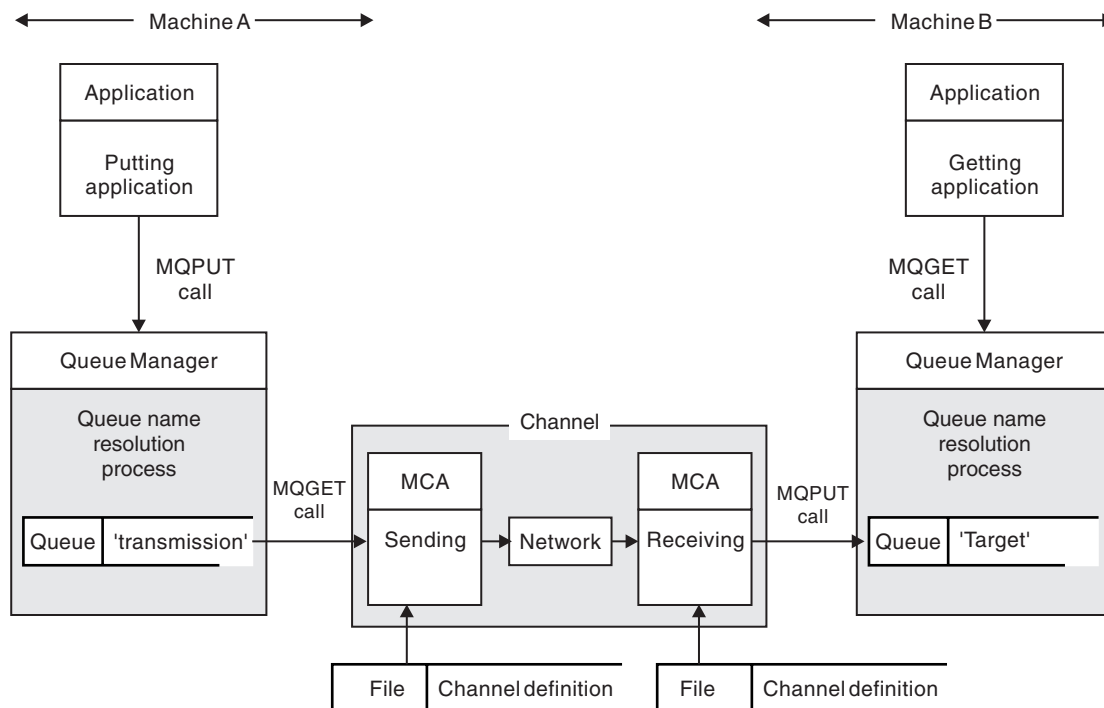 Machine A
Machine B
Application
Putting
application
Application
Getting
application
MQPUT
call
MQGET
call
Queue Manager
Queue name
resolution
process
Queue 'transmission'
MQGET
call
Channel
MCA
Sending
Network
MCA
Receiving
MQPUT
call
Queue Manager
Queue name
resolution
process
Queue 'Target'
File Channel definition
File Channel definition